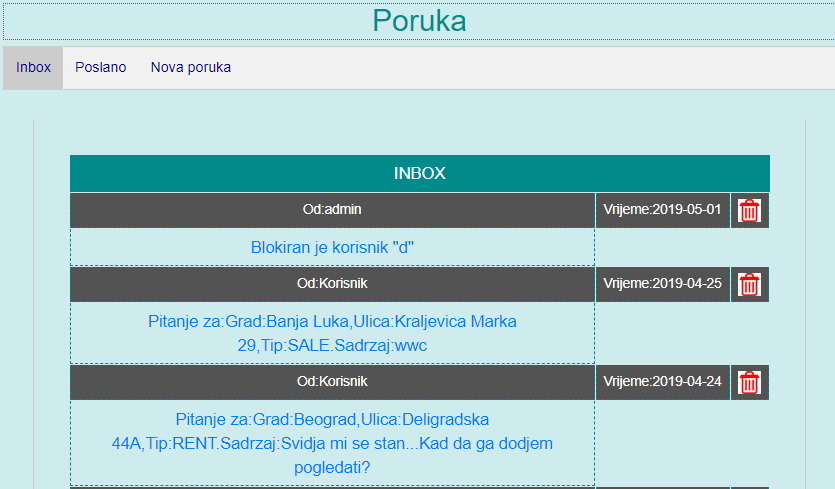 Poruka
Inbox Poslano Nova poruka
INBOX
Od:admin Vrijeme:2019-05-01
Blokiran je korisnik "d"
Od:Korisnik Vrijeme:2019-04-25
Pitanje za:Grad:Banja Luka,Ulica:Kraljevica Marka
29,Tip:SALE.Sadrzaj:wwc
Od:Korisnik Vrijeme:2019-04-24
Pitanje za:Grad:Beograd,Ulica:Deligradska
44A,Tip:RENT.Sadrzaj:Svidja mi se stan...Kad da ga dodjem
pogledati?